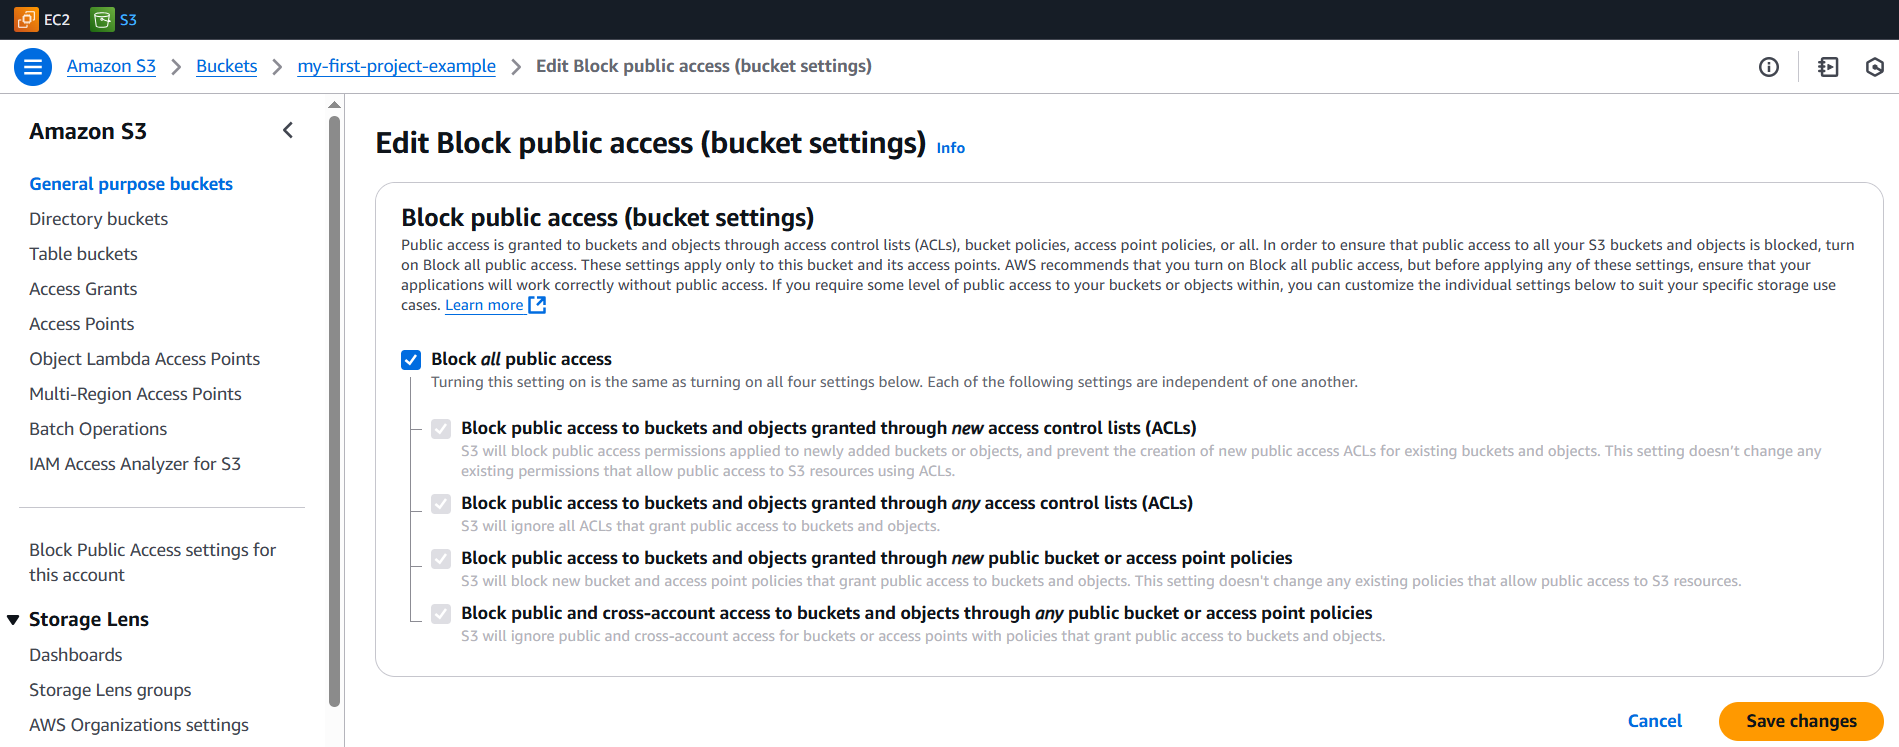 EC2 S3
Amazon S3 > Buckets > my-first-project-example > Edit Block public access (bucket settings)
Amazon S3
General purpose buckets
Directory buckets
Table buckets
Access Grants
Access Points
Object Lambda Access Points
Multi-Region Access Points
Batch Operations
IAM Access Analyzer for S3
Block Public Access settings for
this account
Storage Lens
Dashboards
Storage Lens groups
AWS Organizations settings
Edit Block public access (bucket settings) Info
Block public access (bucket settings)
Public access is granted to buckets and objects through access control lists (ACLs), bucket policies, access point policies, or all. In order to ensure that public access to all your S3 buckets and objects is blocked, turn
on Block all public access. These settings apply only to this bucket and its access points. AWS recommends that you turn on Block all public access, but before applying any of these settings, ensure that your
applications will work correctly without public access. If you require some level of public access to your buckets or objects within, you can customize the individual settings below to suit your specific storage use
cases. Learn more
Block all public access
Turning this setting on is the same as turning on all four settings below. Each of the following settings are independent of one another.
Block public access to buckets and objects granted through new access control lists (ACLs)
S3 will block public access permissions applied to newly added buckets or objects, and prevent the creation of new public access ACLs for existing buckets and objects. This setting doesn't change any
existing permissions that allow public access to S3 resources using ACLs.
Block public access to buckets and objects granted through any access control lists (ACLs)
S3 will ignore all ACLs that grant public access to buckets and objects.
Block public access to buckets and objects granted through new public bucket or access point policies
S3 will block new bucket and access point policies that grant public access to buckets and objects. This setting doesn't change any existing policies that allow public access to S3 resources.
Block public and cross-account access to buckets and objects through any public bucket or access point policies
S3 will ignore public and cross-account access for buckets or access points with policies that grant public access to buckets and objects.
Cancel Save changes